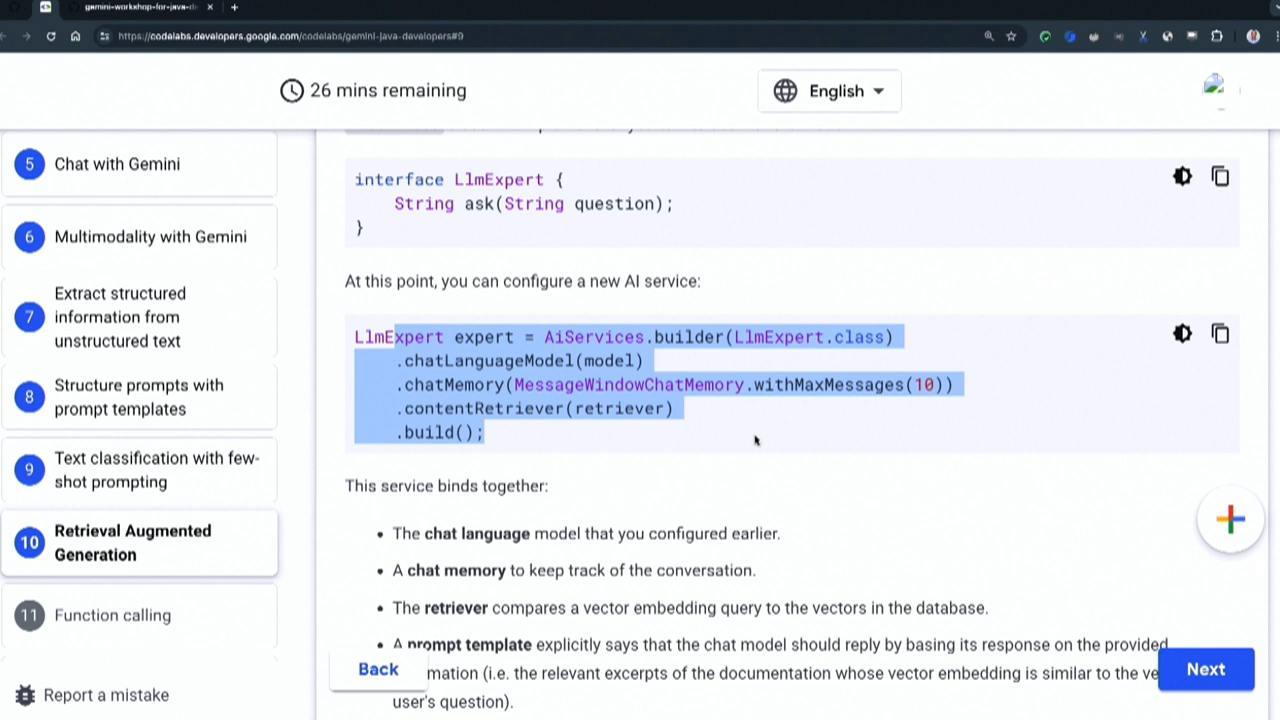 gemini-workshop-for-java-de
https://codelabs.developers.google.com/codelabs/gemini-java-developers#9
26 mins remaining
English
5 Chat with Gemini
6 Multimodality with Gemini
7 Extract structured
information from
unstructured text
8 Structure prompts with
prompt templates
9 Text classification with few-
shot prompting
10 Retrieval Augmented
Generation
11 Function calling
Report a mistake
interface LlmExpert {
String ask(String question);
}
At this point, you can configure a new AI service:
LlmExpert expert = AiServices.builder(LlmExpert.class)
.chatLanguageModel(model)
.chatMemory(MessageWindowChatMemory.withMaxMessages(10))
.contentRetriever(retriever)
.build();
This service binds together:
• The chat language model that you configured earlier.
• A chat memory to keep track of the conversation.
• The retriever compares a vector embedding query to the vectors in the database.
• A prompt template explicitly says that the chat model should reply by basing its response on the provided
mation (i.e. the relevant excerpts of the documentation whose vector embedding is similar to the ve
user's question).
Back
Next